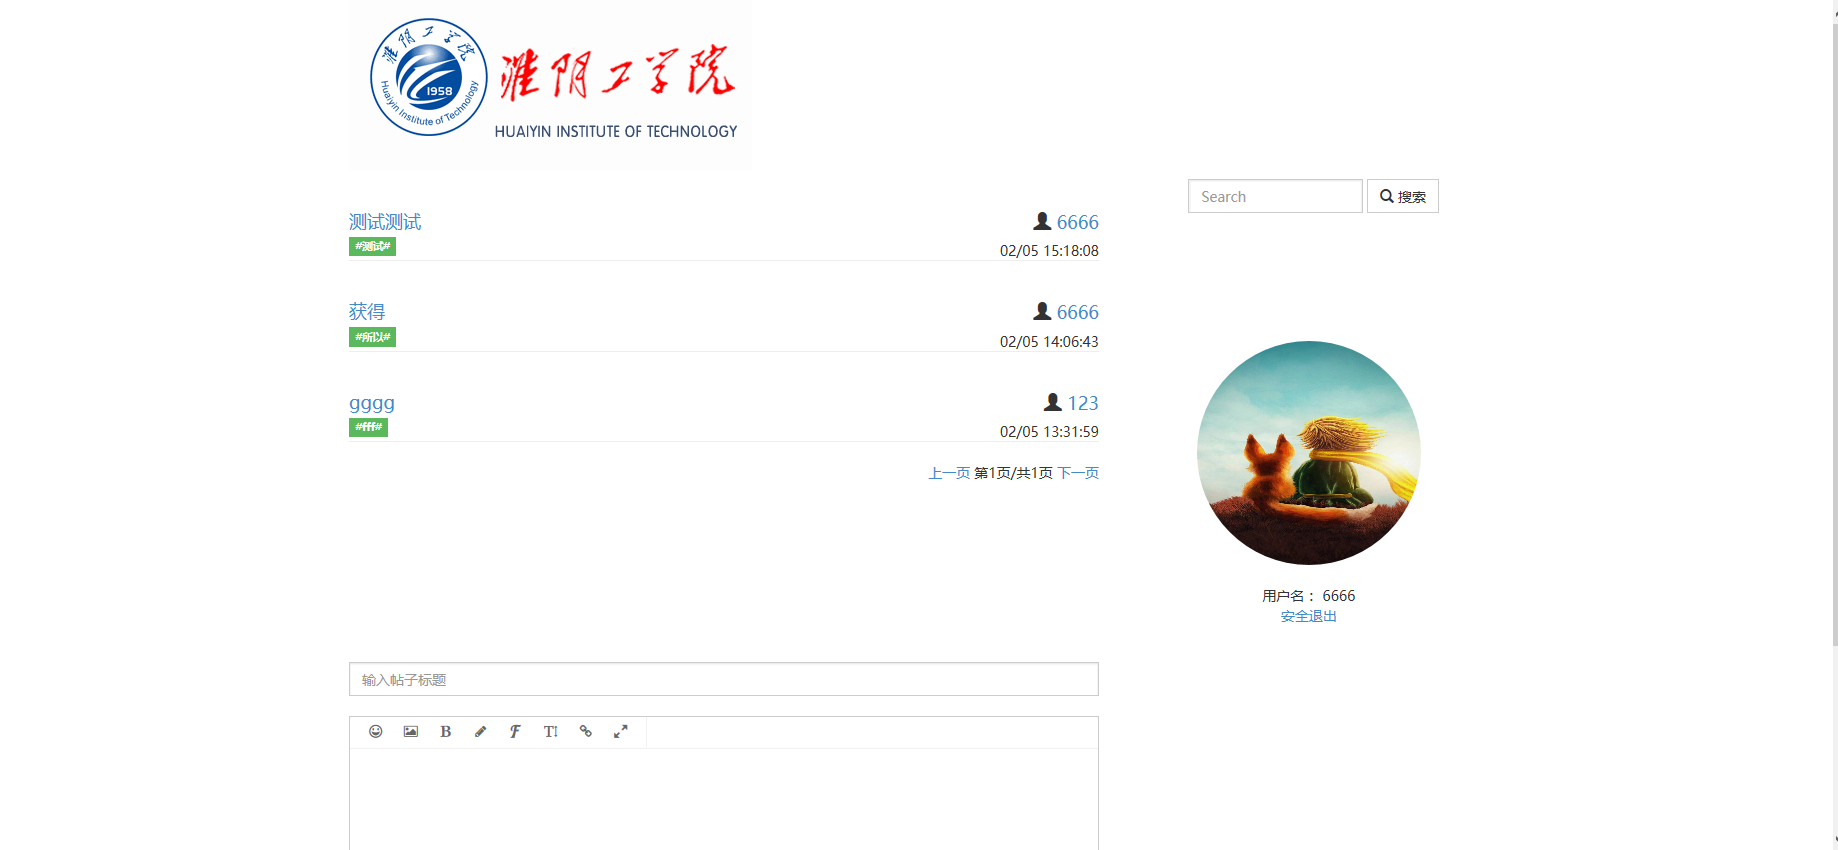 淮阴工学院
1958
Huaiyin Institute of Technology
淮阴工学院
HUAIYIN INSTITUTE OF TECHNOLOGY
Search
搜索
测试测试
6666
#测试#
02/05 15:18:08
获得
6666
#所以#
02/05 14:06:43
gggg
123
#fff#
02/05 13:31:59
上一页 第1页/共1页 下一页
用户名： 6666
安全退出
输入帖子标题